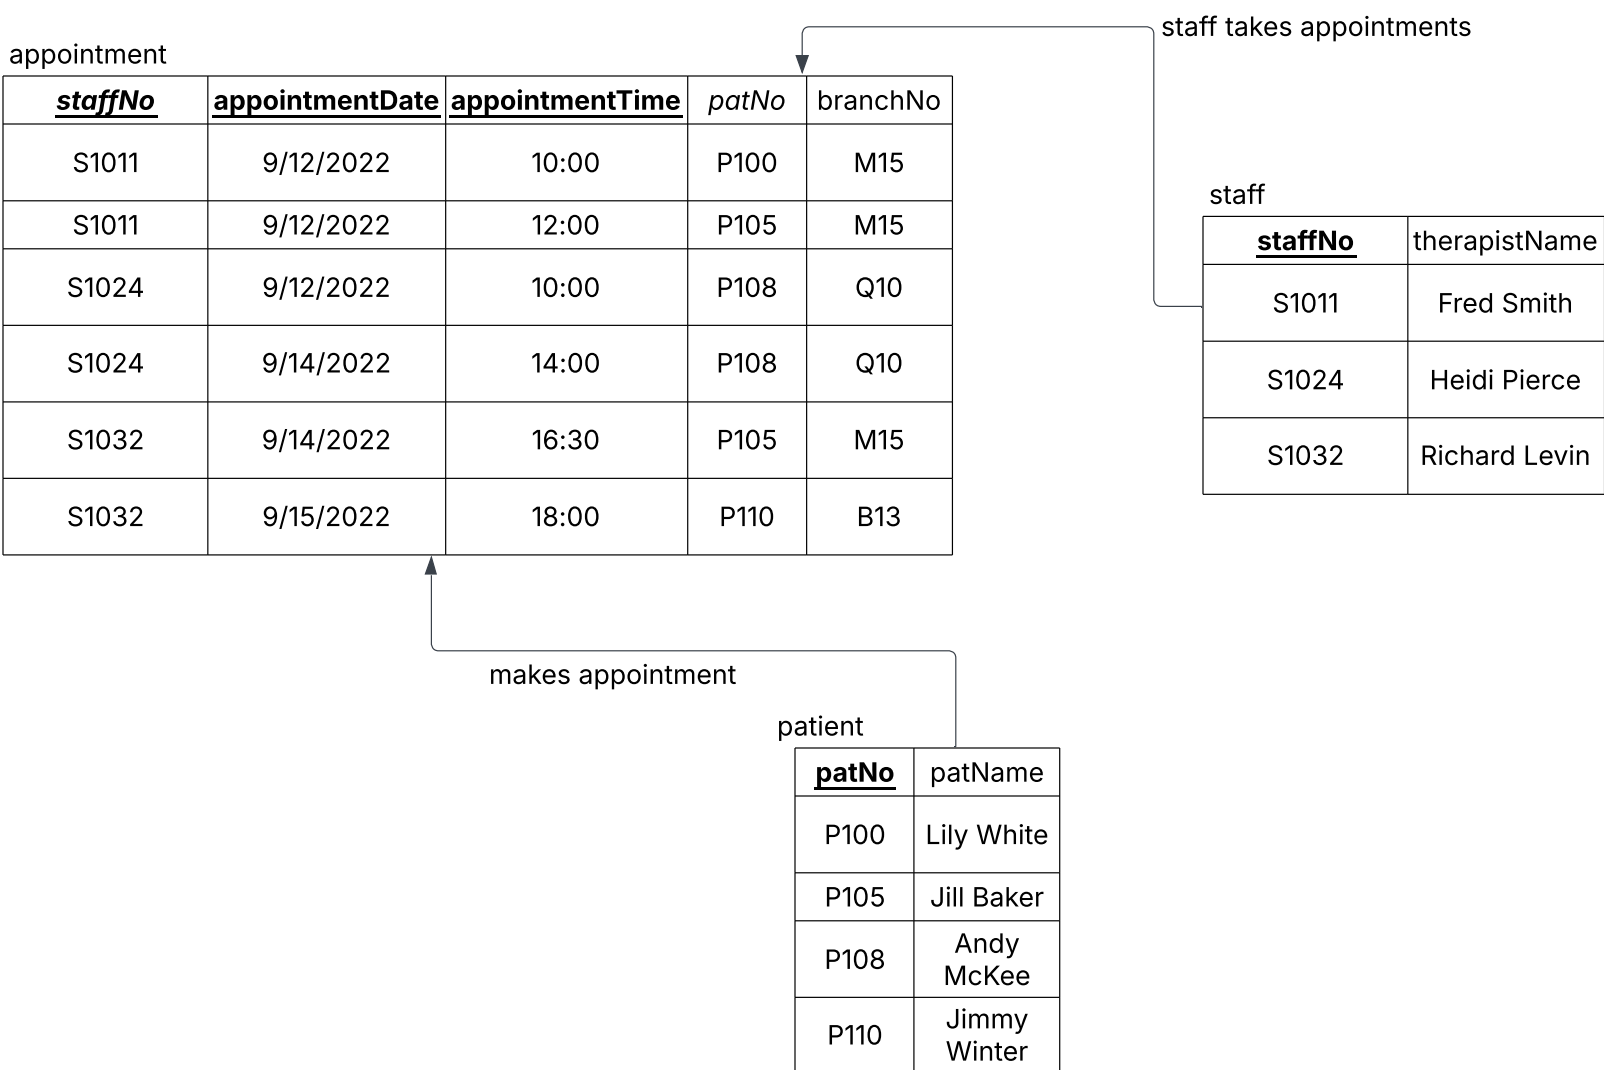 staff takes appointments
appointment
staffNo appointmentDate appointmentTime patNo branchNo
S1011 9/12/2022 10:00 P100 M15
S1011 9/12/2022 12:00 P105 M15
S1024 9/12/2022 10:00 P108 Q10
S1024 9/14/2022 14:00 P108 Q10
S1032 9/14/2022 16:30 P105 M15
S1032 9/15/2022 18:00 P110 B13
staff
staffNo therapistName
S1011 Fred Smith
S1024 Heidi Pierce
S1032 Richard Levin
makes appointment
patient
patNo patName
P100 Lily White
P105 Jill Baker
P108 Andy
McKee
P110 Jimmy
Winter